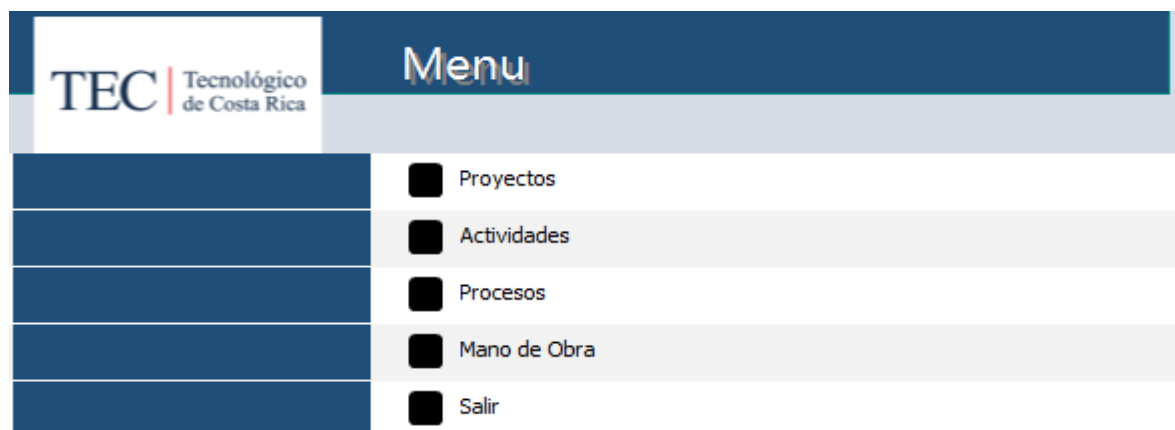 TEC Tecnológico
de Costa Rica
Menu
Proyectos
Actividades
Procesos
Mano de Obra
Salir